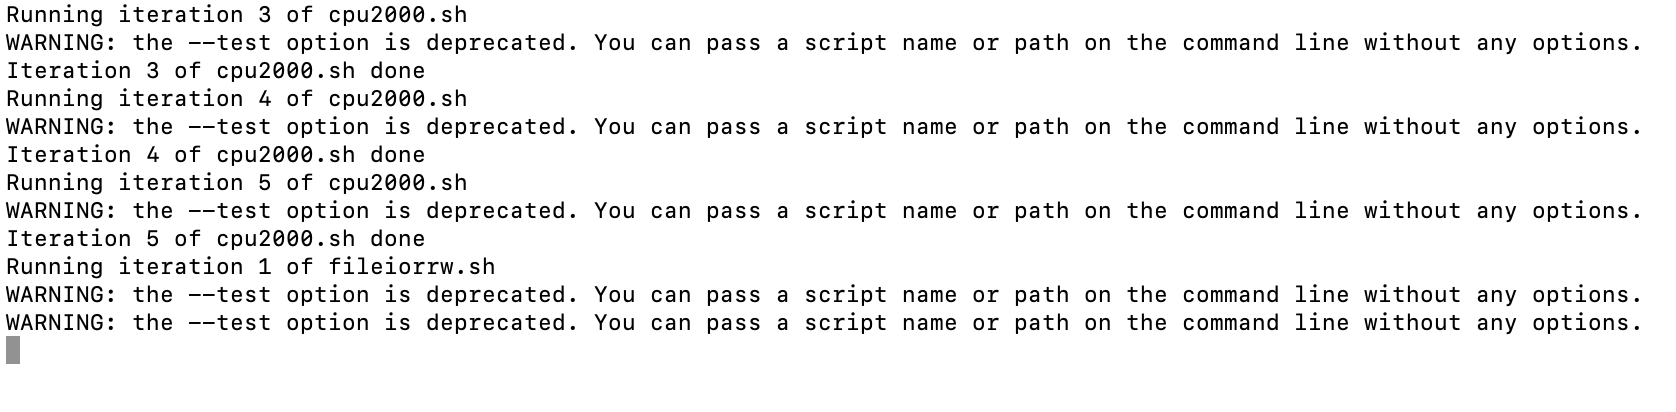 Running iteration 3 of cpu2000.sh
WARNING: the --test option is deprecated. You can pass a script name or path on the command line without any options.
Iteration 3 of cpu2000.sh done
Running iteration 4 of cpu2000.sh
WARNING: the --test option is deprecated. You can pass a script name or path on the command line without any options.
Iteration 4 of cpu2000.sh done
Running iteration 5 of cpu2000.sh
WARNING: the --test option is deprecated. You can pass a script name or path on the command line without any options.
Iteration 5 of cpu2000.sh done
Running iteration 1 of fileiorrw.sh
WARNING: the --test option is deprecated. You can pass a script name or path on the command line without any options.
WARNING: the --test option is deprecated. You can pass a script name or path on the command line without any options.